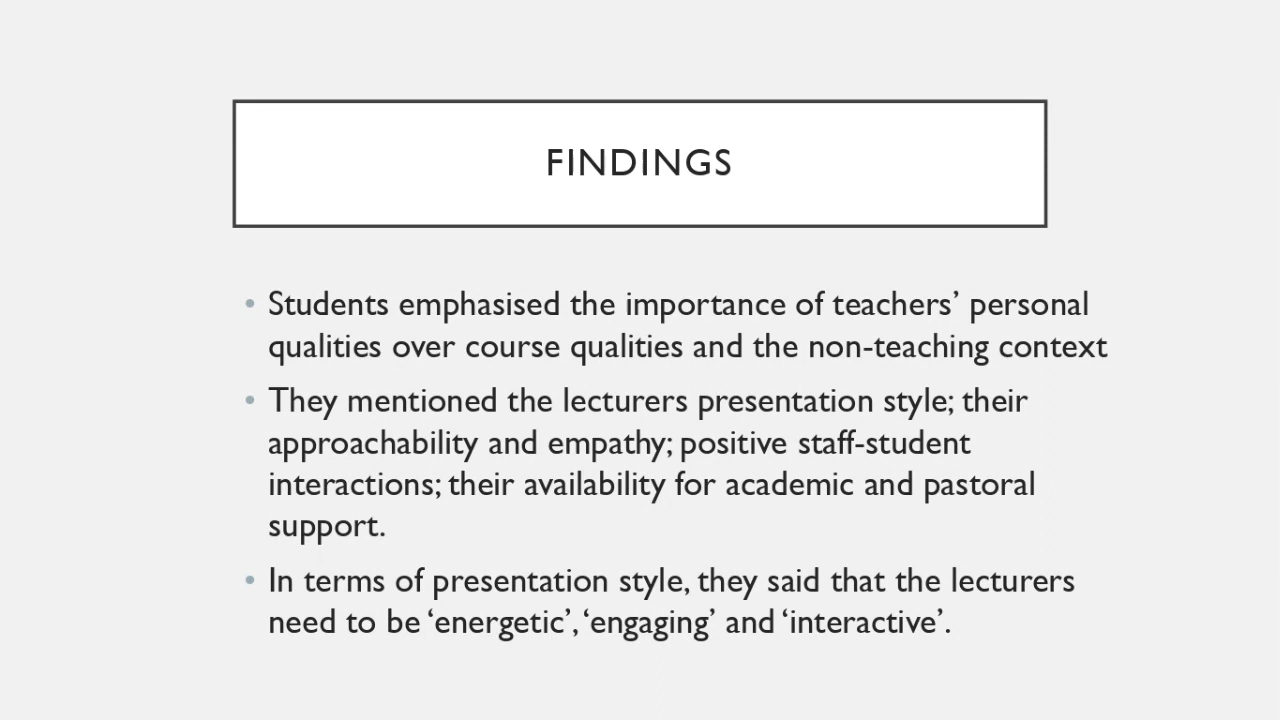 FINDINGS
• Students emphasised the importance of teachers’ personal
qualities over course qualities and the non-teaching context
• They mentioned the lecturers presentation style; their
approachability and empathy; positive staff-student
interactions; their availability for academic and pastoral
support.
• In terms of presentation style, they said that the lecturers
need to be ‘energetic’, ‘engaging’ and ‘interactive’.